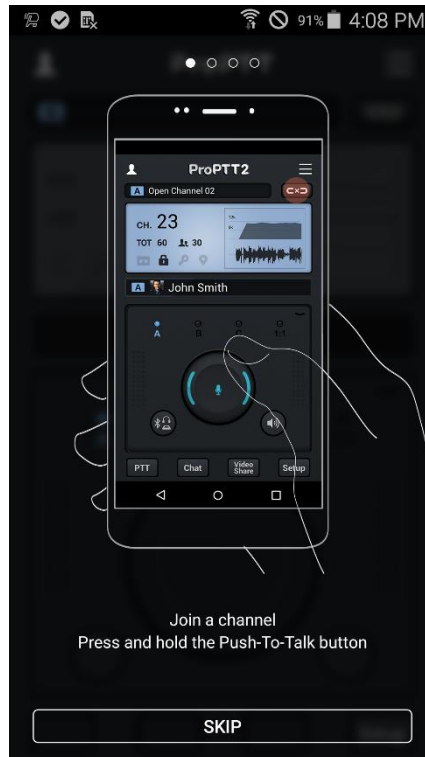 91% 4:08 PM
ProPTT2
A Open Channel 02
CH. 23
TOT 60 30
A John Smith
A B C 1:1
PTT Chat Video Share Setup
Join a channel
Press and hold the Push-To-Talk button
SKIP